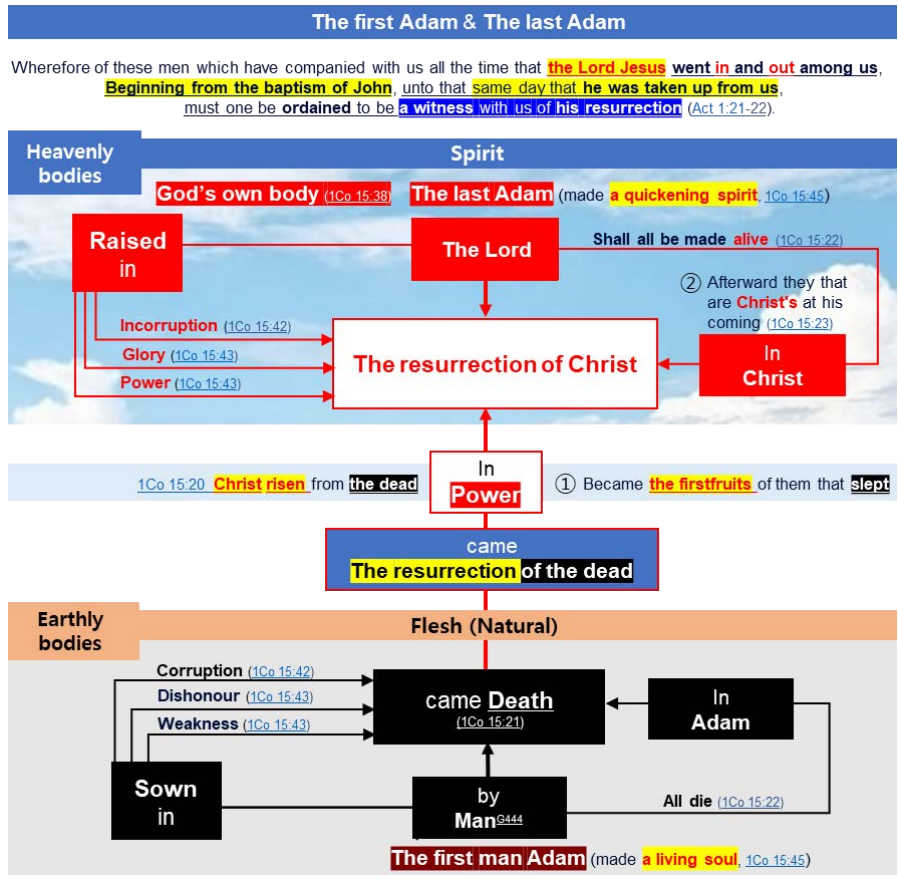 The first Adam & The last Adam
Wherefore of these men which have companied with us all the time that the Lord Jesus went in and out among us,
Beginning from the baptism of John, unto that same day that he was taken up from us,
must one be ordained to be a witness with us of his resurrection (Act 1:21-22).
Heavenly
bodies
Spirit
God's own body (1Co 15:38)
The last Adam (made a quickening spirit, 1Co 15:45)
Raised
in
The Lord
Shall all be made alive (1Co 15:22)
② Afterward they that
are Christ's at his
coming (1Co 15:23)
Incorruption (1Co 15:42)
Glory (1Co 15:43)
Power (1Co 15:43)
The resurrection of Christ
In
Christ
1Co 15:20 Christ risen from the dead
In
Power
① Became the firstfruits of them that slept
came
The resurrection of the dead
Earthly
bodies
Flesh (Natural)
Corruption (1Co 15:42)
Dishonour (1Co 15:43)
Weakness (1Co 15:43)
came Death
(1Co 15:21)
In
Adam
Sown
in
by
Man G444
All die (1Co 15:22)
The first man Adam (made a living soul, 1Co 15:45)